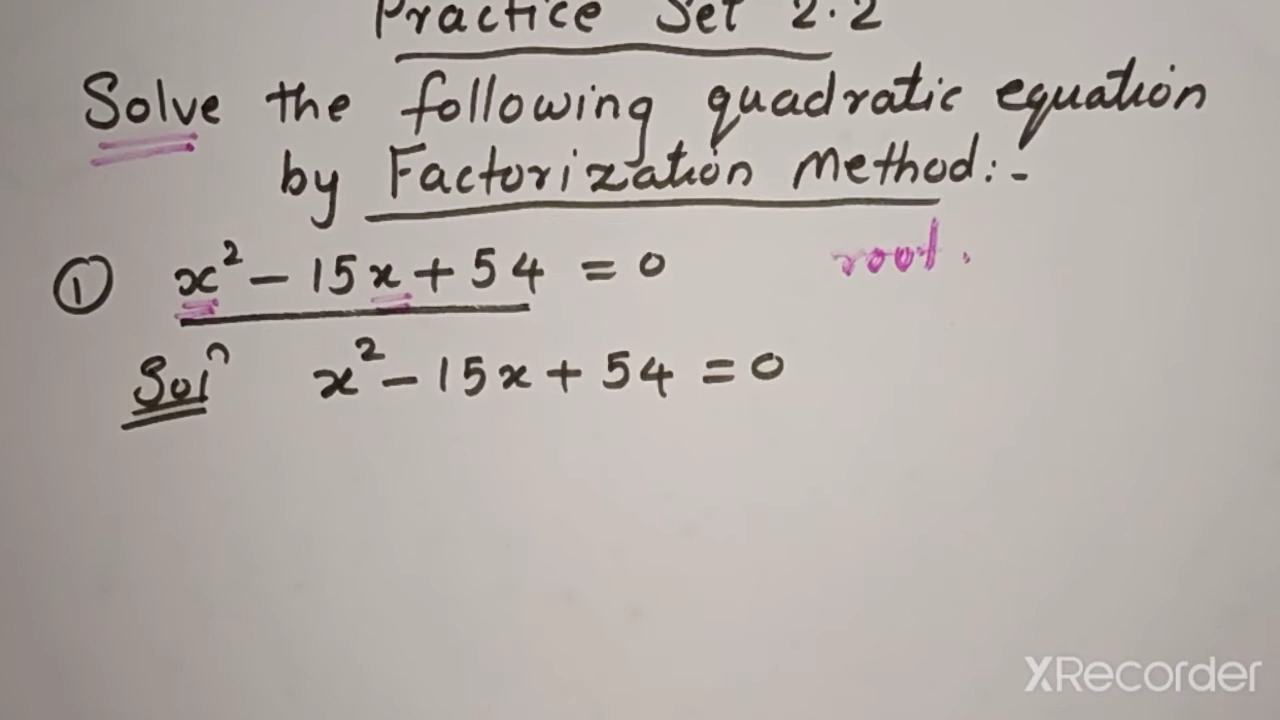 Practice Set 2.2
Solve the following quadratic equation
by Factorization Method:-
① x² - 15x + 54 = 0 root.
Solⁿ x² - 15x + 54 = 0
XRecorder